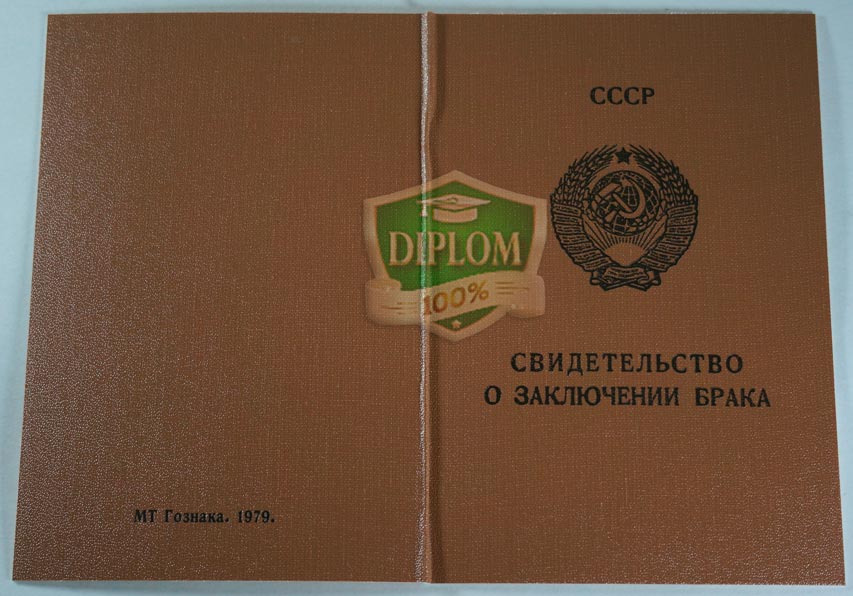 МТ Гознака. 1979.
DIPLOM
100%
СССР
СВИДЕТЕЛЬСТВО
О ЗАКЛЮЧЕНИИ БРАКА